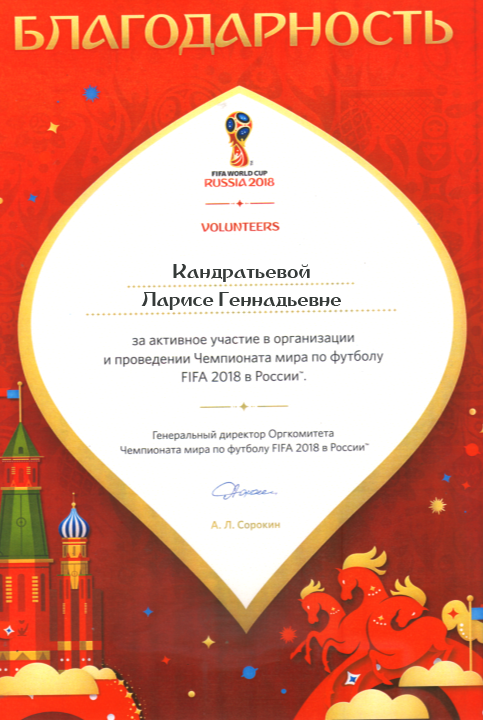 БЛАГОДАРНОСТЬ
FIFA WORLD CUP
RUSSIA 2018
VOLUNTEERS
Кандратьевой
Ларисе Геннадьевне
за активное участие в организации
и проведении Чемпионата мира по футболу
FIFA 2018 в России™.
Генеральный директор Оргкомитета
Чемпионата мира по футболу FIFA 2018 в России™
А. Л. Сорокин